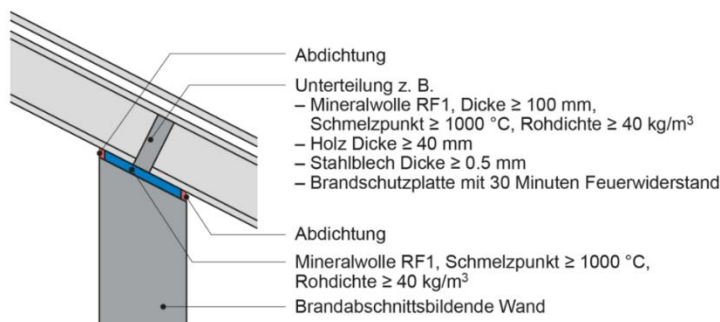 Abdichtung
Unterteilung z. B.
– Mineralwolle RF1, Dicke ≥ 100 mm,
Schmelzpunkt ≥ 1000 °C, Rohdichte ≥ 40 kg/m³
– Holz Dicke ≥ 40 mm
– Stahlblech Dicke ≥ 0.5 mm
– Brandschutzplatte mit 30 Minuten Feuerwiderstand
Abdichtung
Mineralwolle RF1, Schmelzpunkt ≥ 1000 °C,
Rohdichte ≥ 40 kg/m³
Brandabschnittsbildende Wand